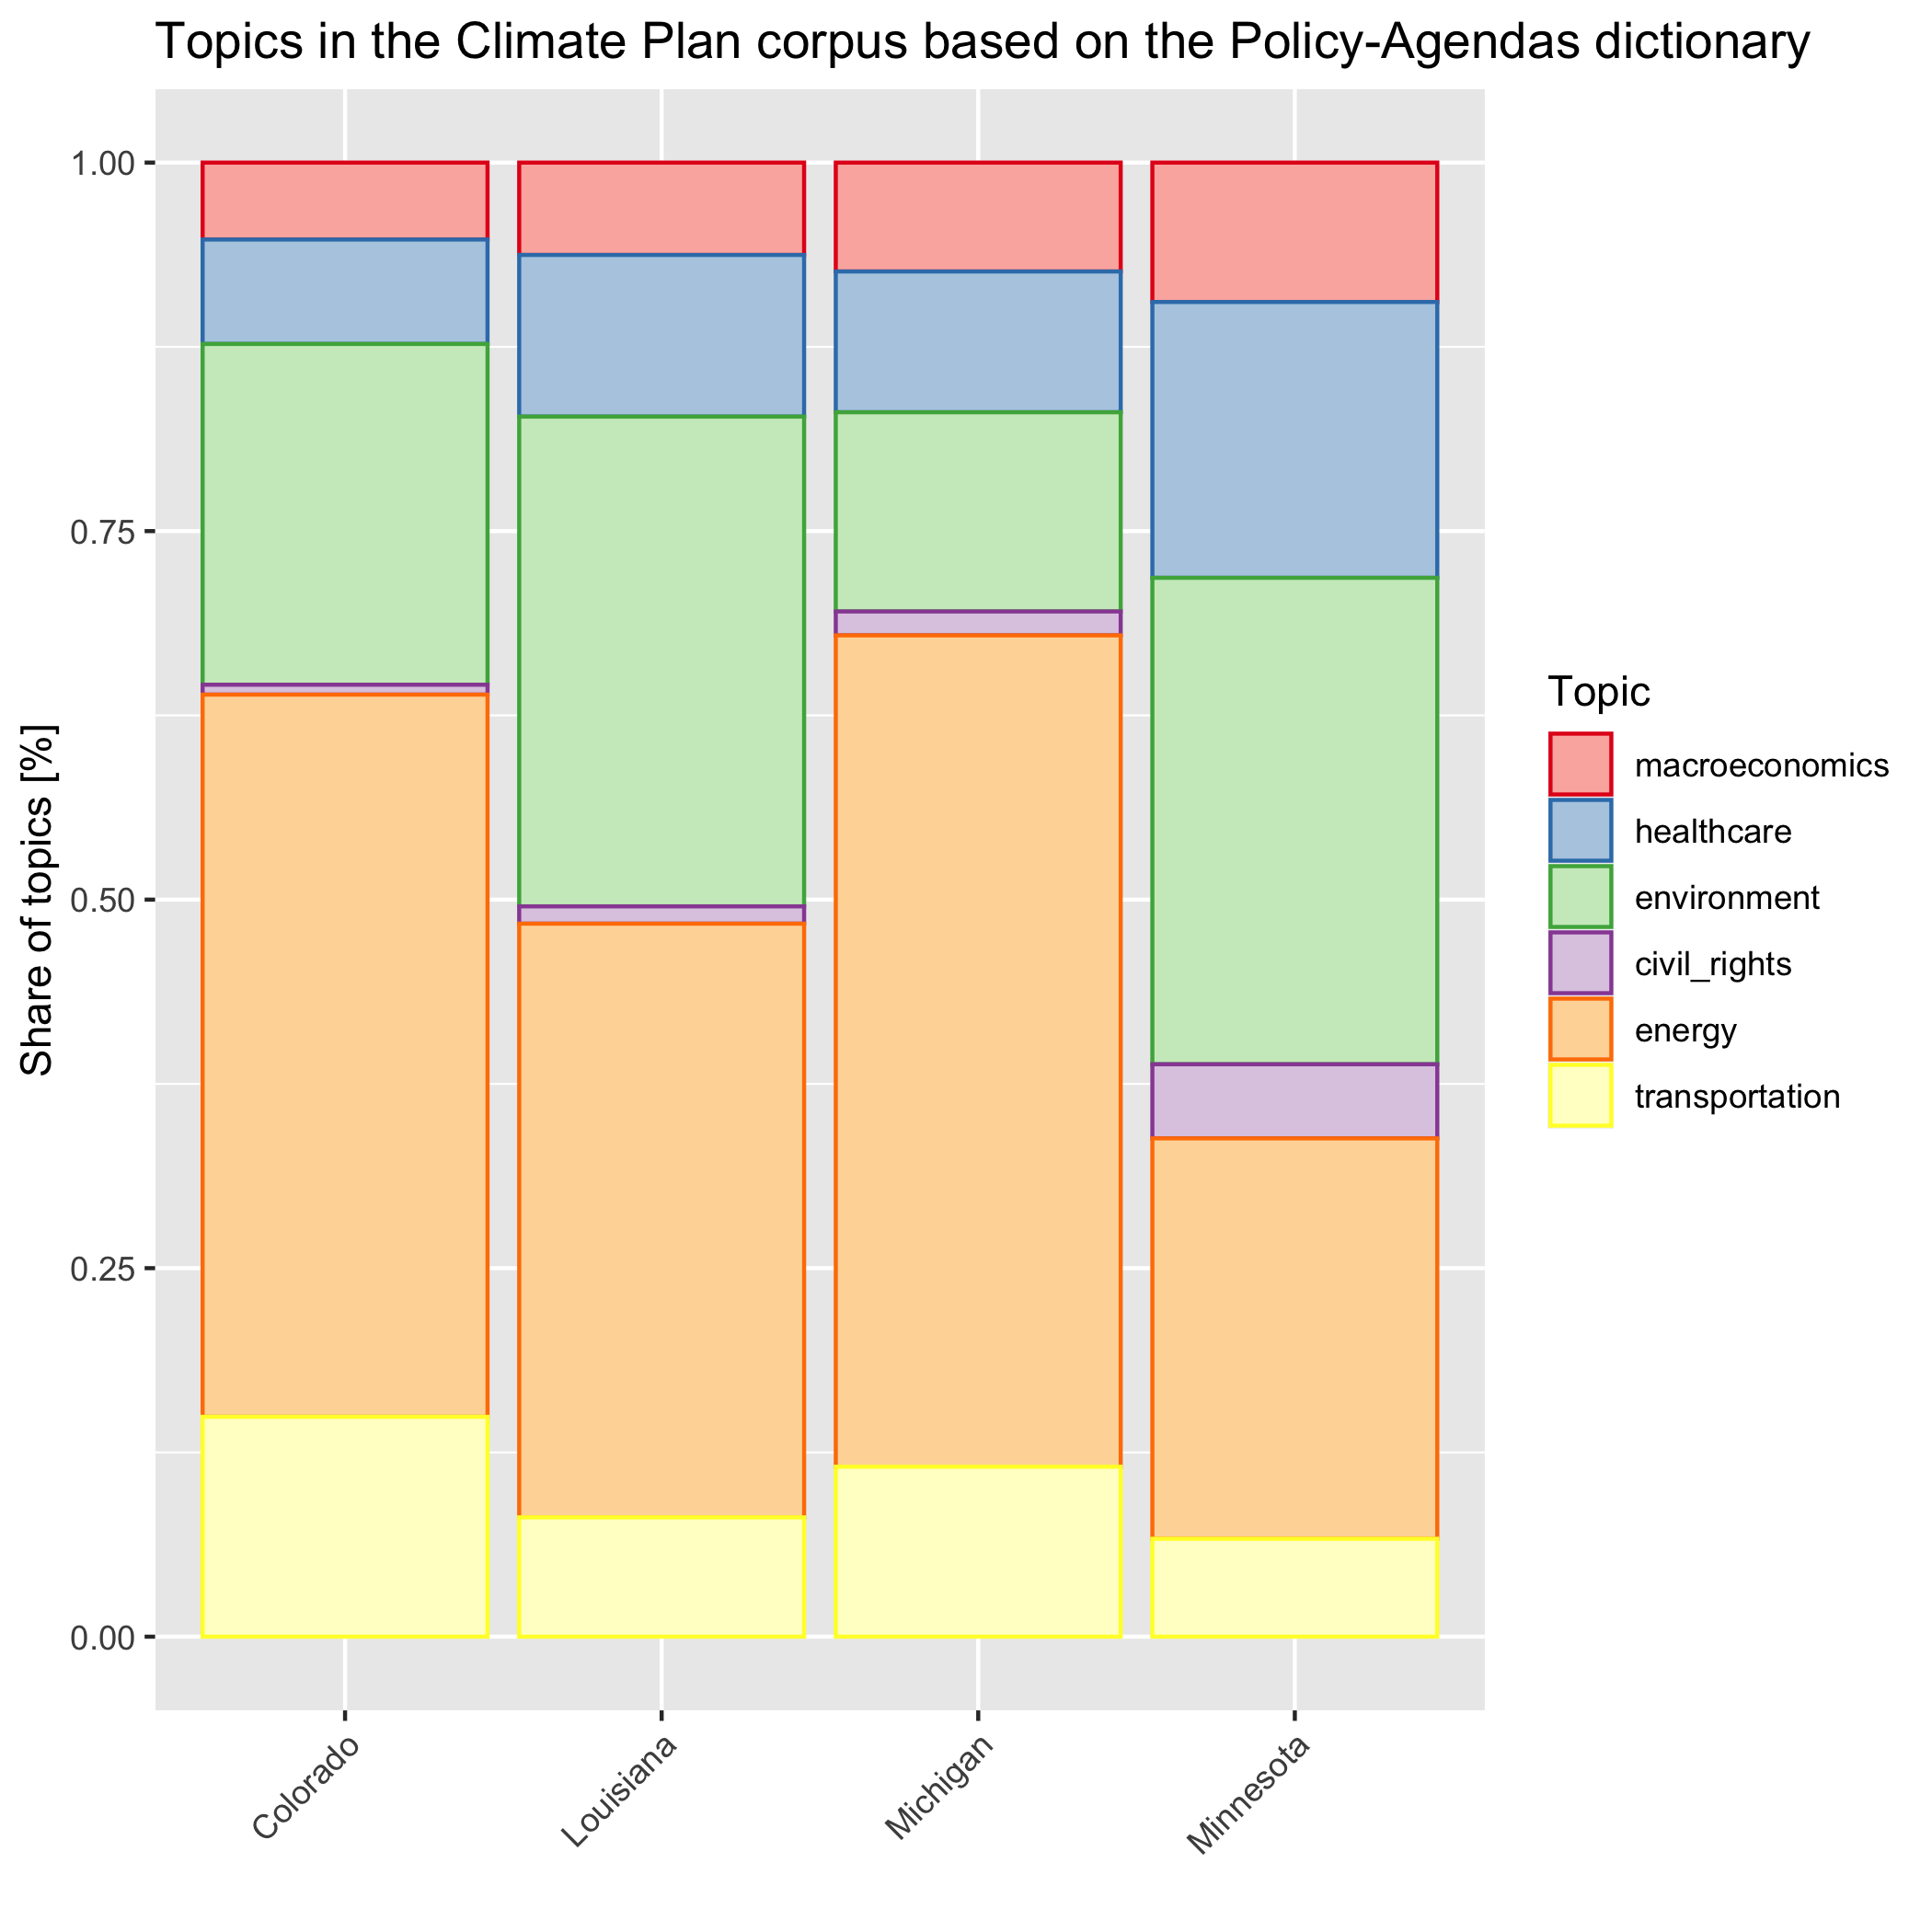 Topics in the Climate Plan corpus based on the Policy-Agendas dictionary
Share of topics [%]
1.00
0.75
0.50
0.25
0.00
Colorado
Louisiana
Michigan
Minnesota
Topic
macroeconomics
healthcare
environment
civil_rights
energy
transportation